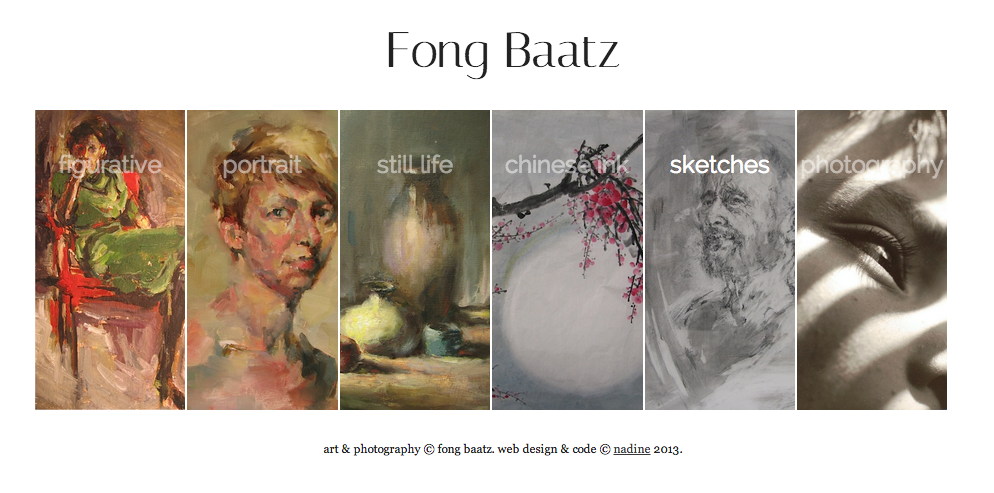 Fong Baatz
figurative portrait still life chinese ink sketches photography
art & photography © fong baatz. web design & code © nadine 2013.